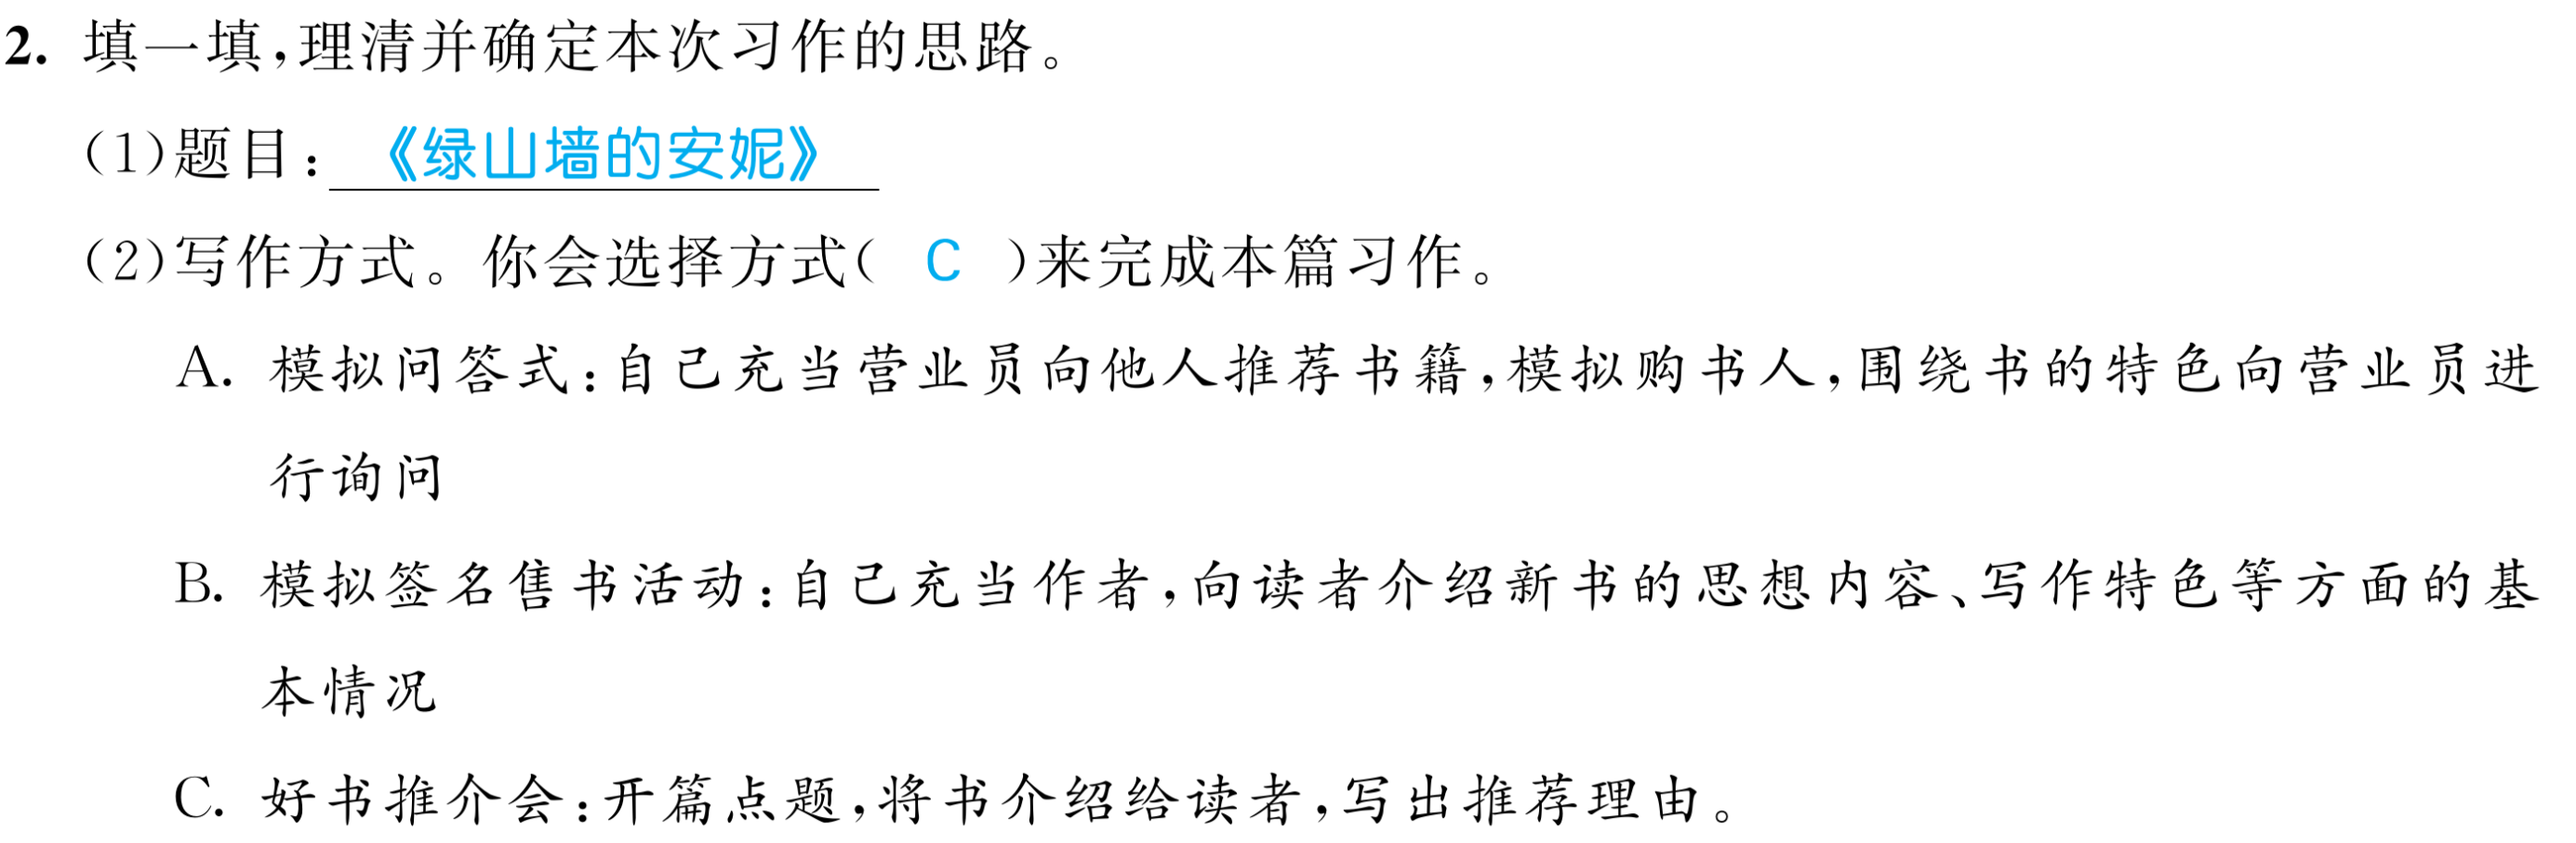 2. 填一填,理清并确定本次习作的思路。
(1)题目:《绿山墙的安妮》
(2)写作方式。你会选择方式( C )来完成本篇习作。
A. 模拟问答式:自己充当营业员向他人推荐书籍,模拟购书人,围绕书的特色向营业员进
行询问
B. 模拟签名售书活动:自己充当作者,向读者介绍新书的思想内容、写作特色等方面的基
本情况
C. 好书推介会:开篇点题,将书介绍给读者,写出推荐理由。